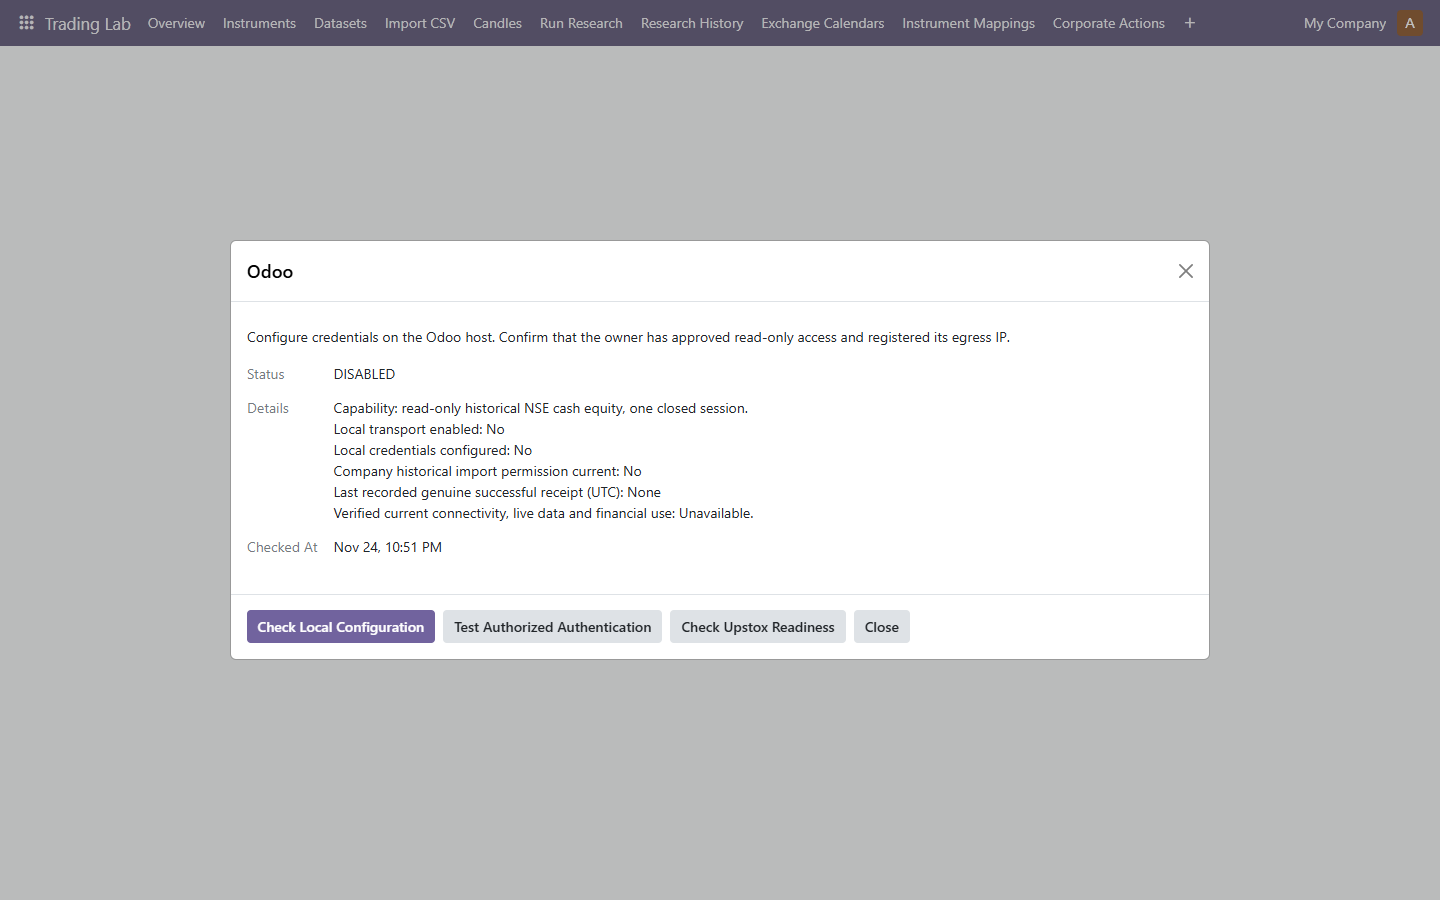 Trading Lab Overview Instruments Datasets Import CSV Candles Run Research Research History Exchange Calendars Instrument Mappings Corporate Actions + My Company A
Odoo
Configure credentials on the Odoo host. Confirm that the owner has approved read-only access and registered its egress IP.
Status DISABLED
Details Capability: read-only historical NSE cash equity, one closed session.
Local transport enabled: No
Local credentials configured: No
Company historical import permission current: No
Last recorded genuine successful receipt (UTC): None
Verified current connectivity, live data and financial use: Unavailable.
Checked At Nov 24, 10:51 PM
Check Local Configuration Test Authorized Authentication Check Upstox Readiness Close